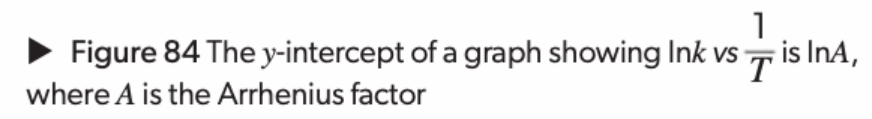 ▶ Figure 84 The y-intercept of a graph showing lnk vs 1/T is lnA,
where A is the Arrhenius factor